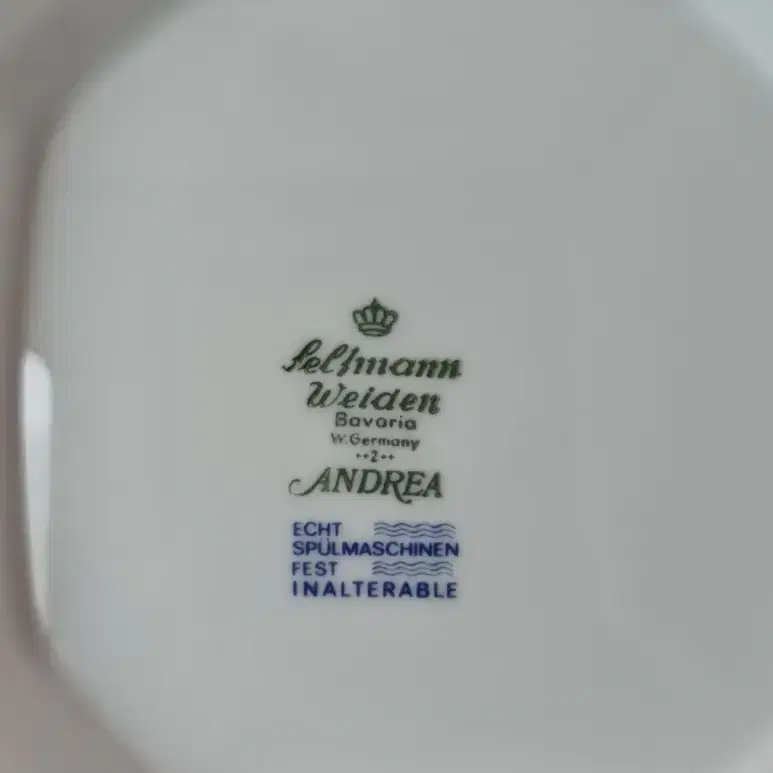 Seltmann
Weiden
Bavaria
W.Germany
++2++
ANDREA
ECHT
SPÜLMASCHINEN
FEST
INALTERABLE